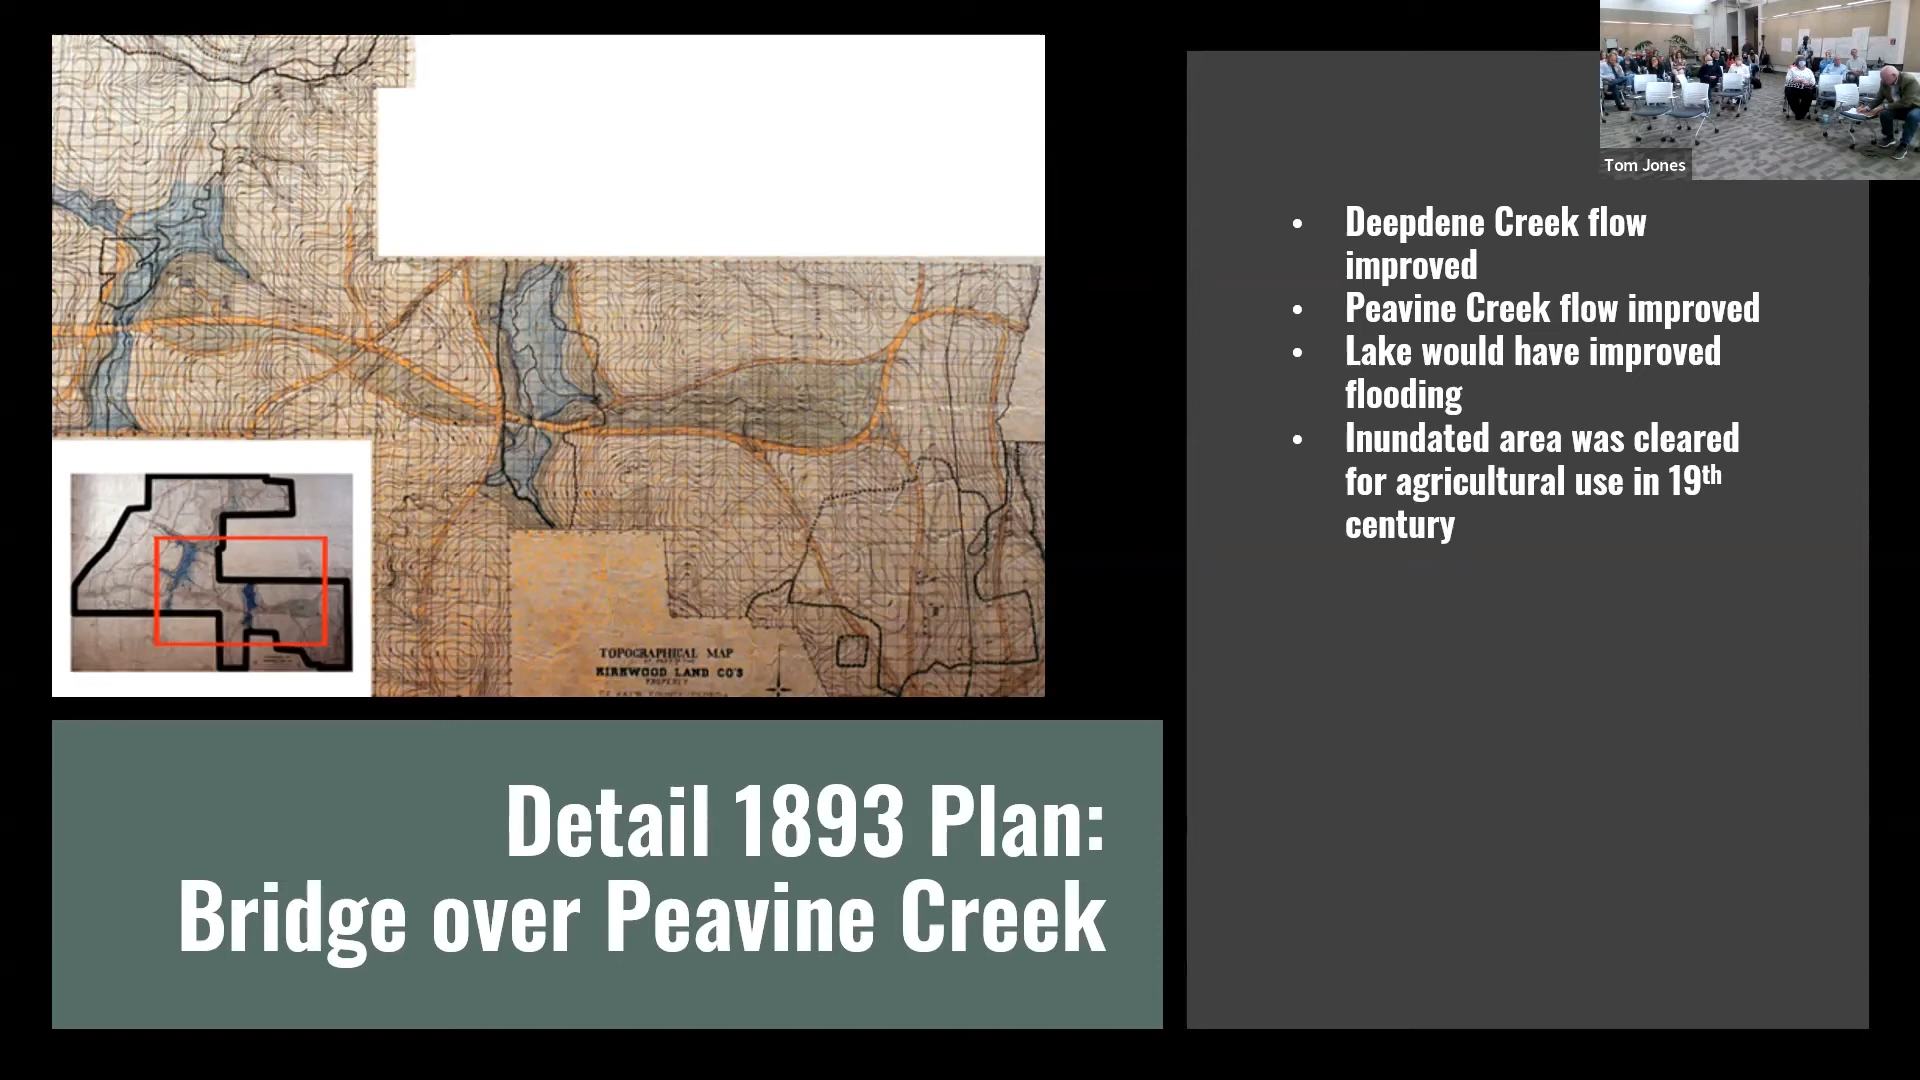 Tom Jones
• Deepdene Creek flow
improved
• Peavine Creek flow improved
• Lake would have improved
flooding
• Inundated area was cleared
for agricultural use in 19th
century
TOPOGRAPHICAL MAP
KIRKWOOD LAND CO'S
PROPERTY
Detail 1893 Plan:
Bridge over Peavine Creek